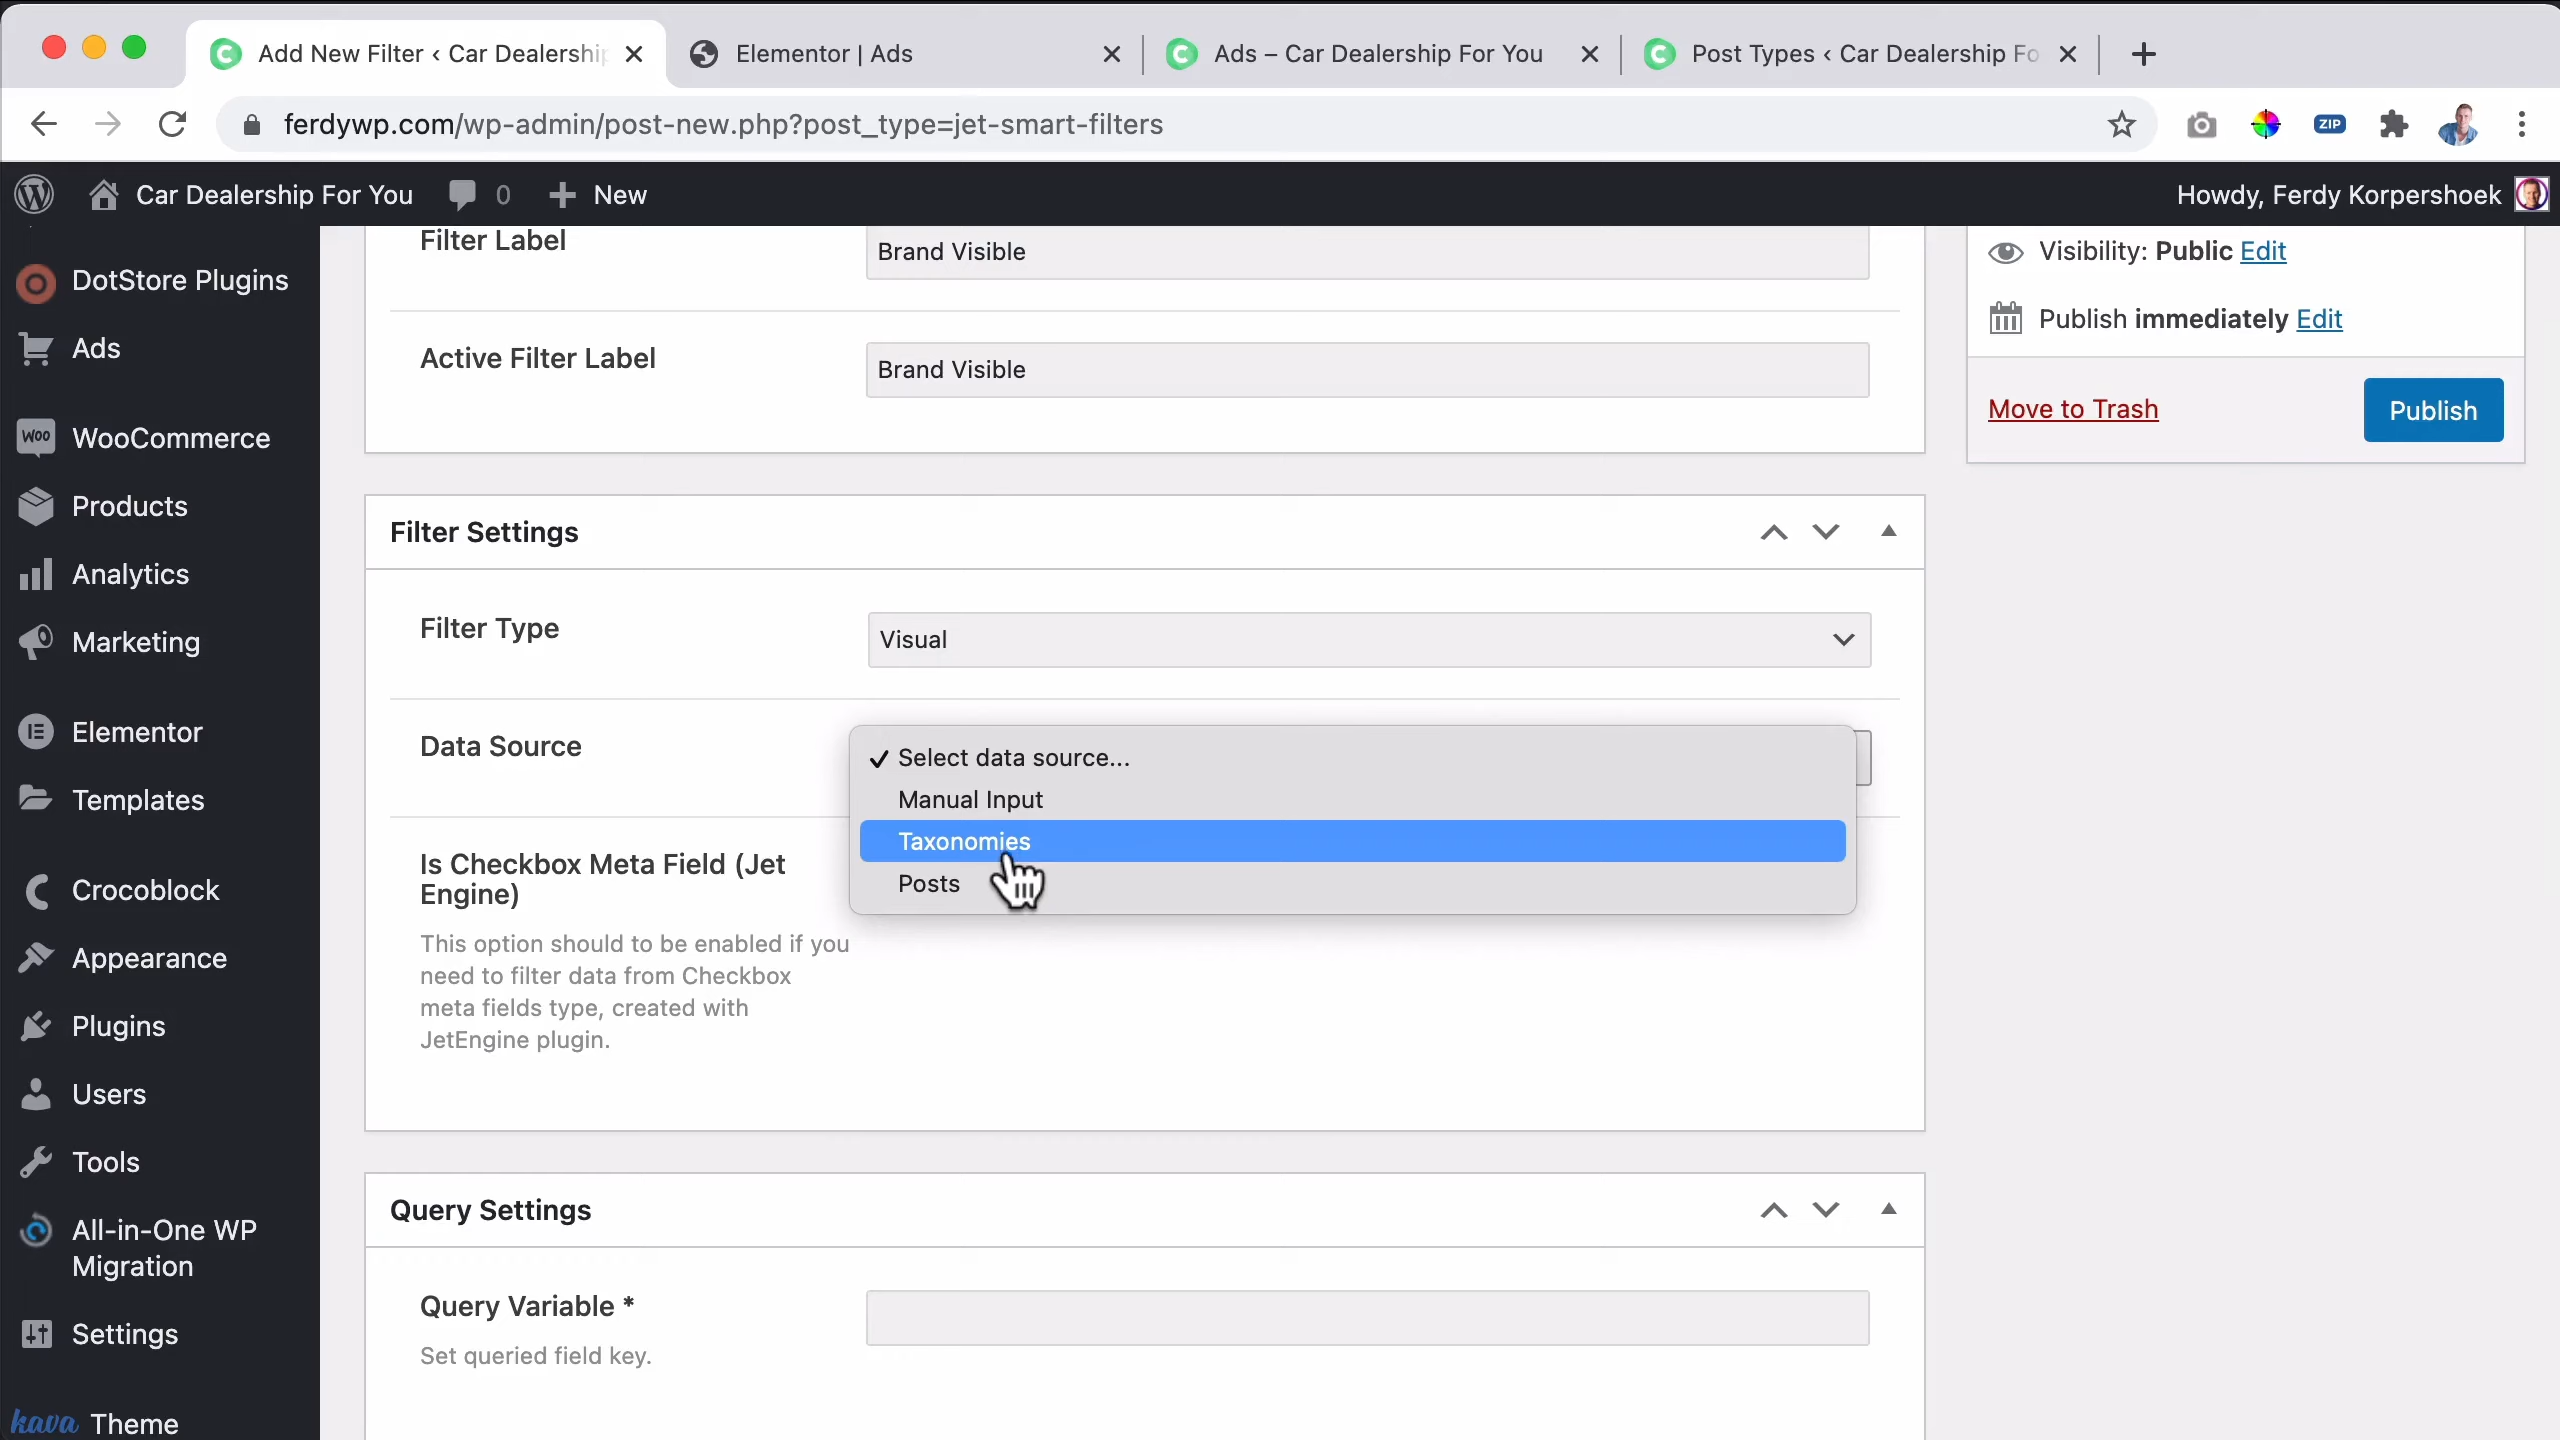 Add New Filter ‹ Car Dealership
Elementor | Ads
Ads – Car Dealership For You
Post Types ‹ Car Dealership Fo
ferdywp.com/wp-admin/post-new.php?post_type=jet-smart-filters
ZIP
Car Dealership For You
0
New
Howdy, Ferdy Korpershoek
DotStore Plugins
Ads
WOO
WooCommerce
Products
Analytics
Marketing
Elementor
Templates
Crocoblock
Appearance
Plugins
Users
Tools
All-in-One WP
Migration
Settings
kava Theme
Filter Label
Brand Visible
Active Filter Label
Brand Visible
Filter Settings
Filter Type
Visual
Data Source
Select data source...
Manual Input
Taxonomies
Posts
Is Checkbox Meta Field (Jet
Engine)
This option should to be enabled if you
need to filter data from Checkbox
meta fields type, created with
JetEngine plugin.
Query Settings
Query Variable *
Set queried field key.
Visibility: Public Edit
Publish immediately Edit
Move to Trash
Publish